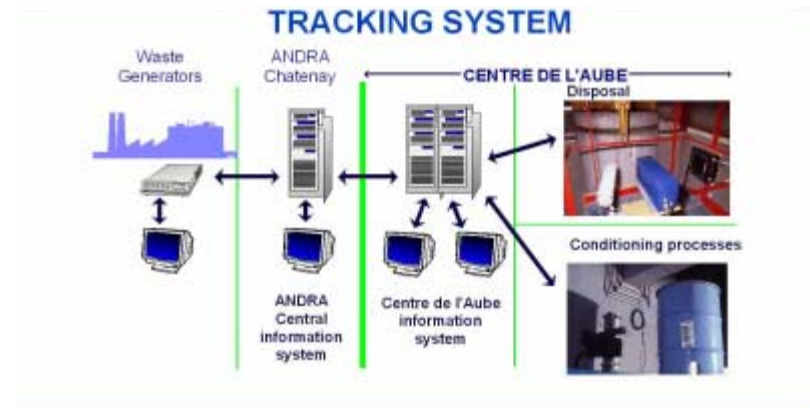 TRACKING SYSTEM
Waste
Generators
ANDRA
Chatenay
CENTRE DE L'AUBE
Disposal
Conditioning processes
ANDRA
Central
information
system
Centre de l'Aube
information
system